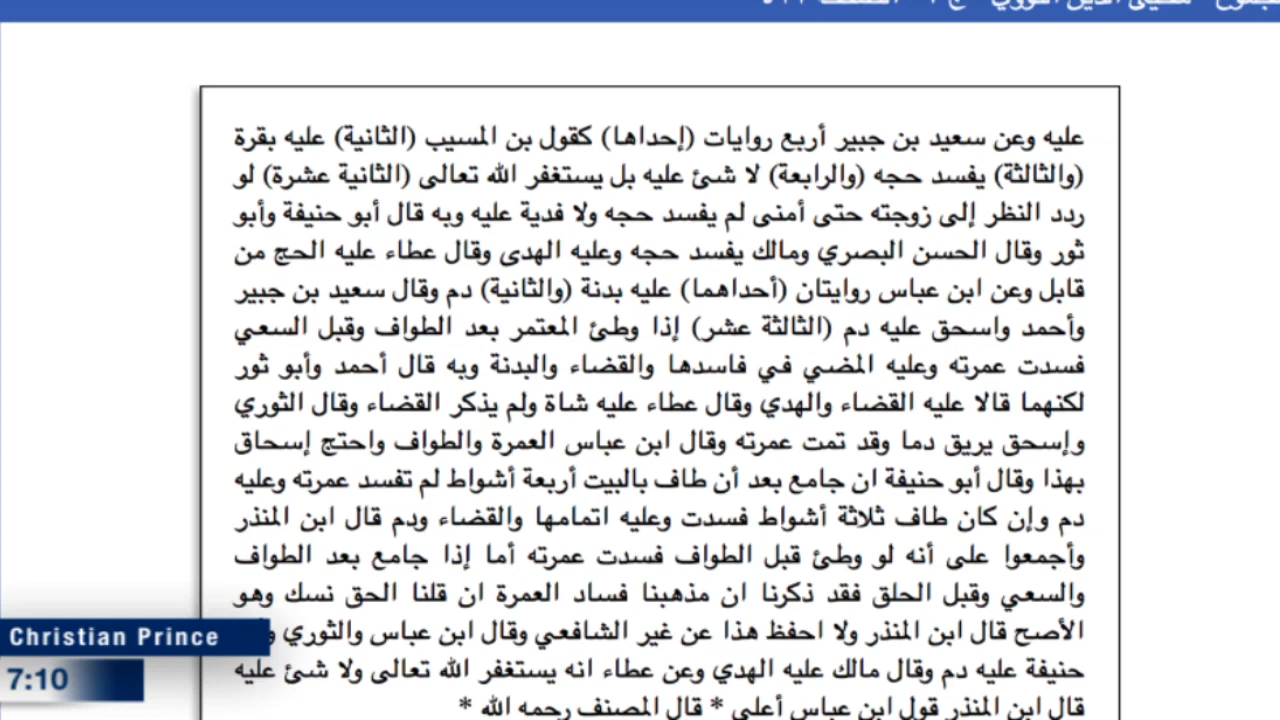 محيى الدين النووي - ج
عليه وعن سعيد بن جبير أربع روايات (إحداها) كقول بن المسيب (الثانية) عليه بقرة
(والثالثة) يفسد حجه (والرابعة) لا شئ عليه بل يستغفر الله تعالى (الثانية عشرة) لو
ردد النظر إلى زوجته حتى أمنى لم يفسد حجه ولا فدية عليه وبه قال أبو حنيفة وأبو
ثور وقال الحسن البصري ومالك يفسد حجه وعليه الهدى وقال عطاء عليه الحج من
قابل وعن ابن عباس روايتان (أحداهما) عليه بدنة (والثانية) دم وقال سعيد بن جبير
وأحمد واسحق عليه دم (الثالثة عشر) إذا وطئ المعتمر بعد الطواف وقبل السعي
فسدت عمرته وعليه المضي في فاسدها والقضاء والبدنة وبه قال أحمد وأبو ثور
لكنهما قالا عليه القضاء والهدي وقال عطاء عليه شاة ولم يذكر القضاء وقال الثوري
وإسحق يريق دما وقد تمت عمرته وقال ابن عباس العمرة والطواف واحتج إسحاق
بهذا وقال أبو حنيفة ان جامع بعد أن طاف بالبيت أربعة أشواط لم تفسد عمرته وعليه
دم وإن كان طاف ثلاثة أشواط فسدت وعليه اتمامها والقضاء ودم قال ابن المنذر
وأجمعوا على أنه لو وطئ قبل الطواف فسدت عمرته أما إذا جامع بعد الطواف
والسعي وقبل الحلق فقد ذكرنا ان مذهبنا فساد العمرة ان قلنا الحق نسك وهو
الأصح قال ابن المنذر ولا احفظ هذا عن غير الشافعي وقال ابن عباس والثوري
حنيفة عليه دم وقال مالك عليه الهدي وعن عطاء انه يستغفر الله تعالى ولا شئ عليه
قال ابن المنذر قول ابن عباس أعلى * قال المصنف رحمه الله *
Christian Prince
7:10